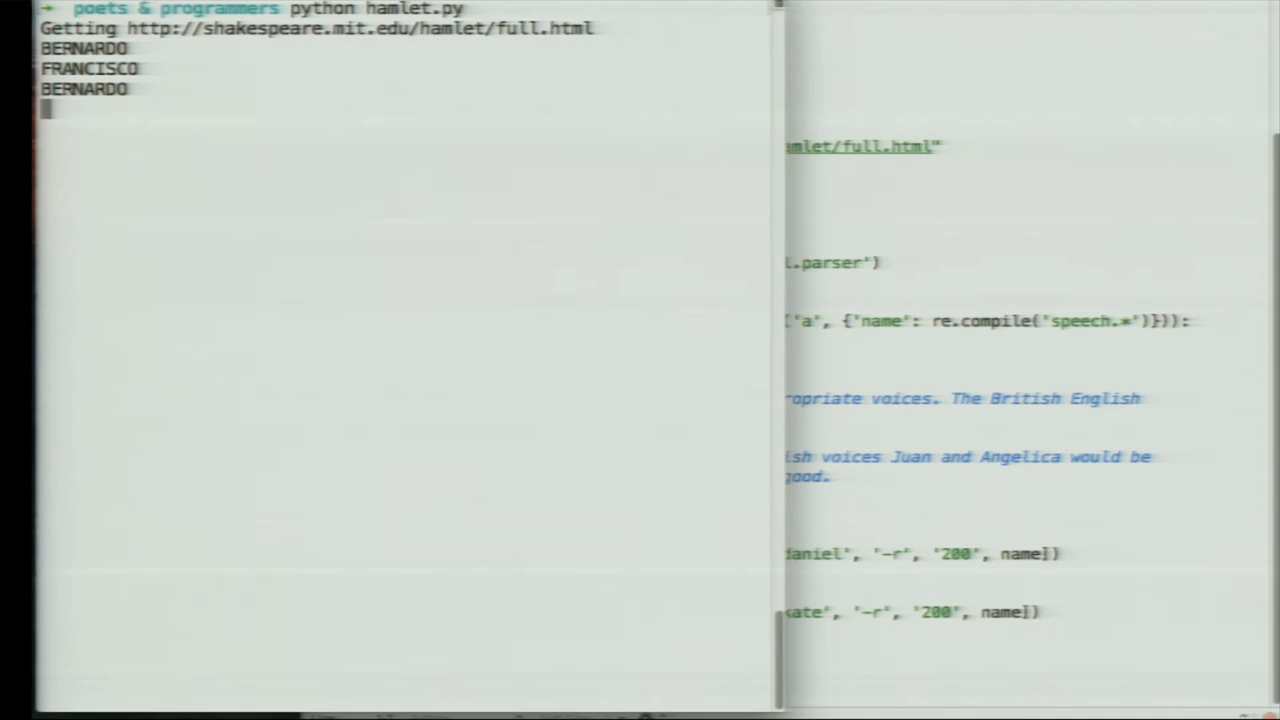 ➜ poets & programmers python hamlet.py
Getting http://shakespeare.mit.edu/hamlet/full.html
BERNARDO
FRANCISCO
BERNARDO
amlet/full.html"
l.parser')
('a', {'name': re.compile('speech.*')})):
ropriate voices. The British English
ish voices Juan and Angelica would be
good.
daniel', '-r', '200', name])
kate', '-r', '200', name])